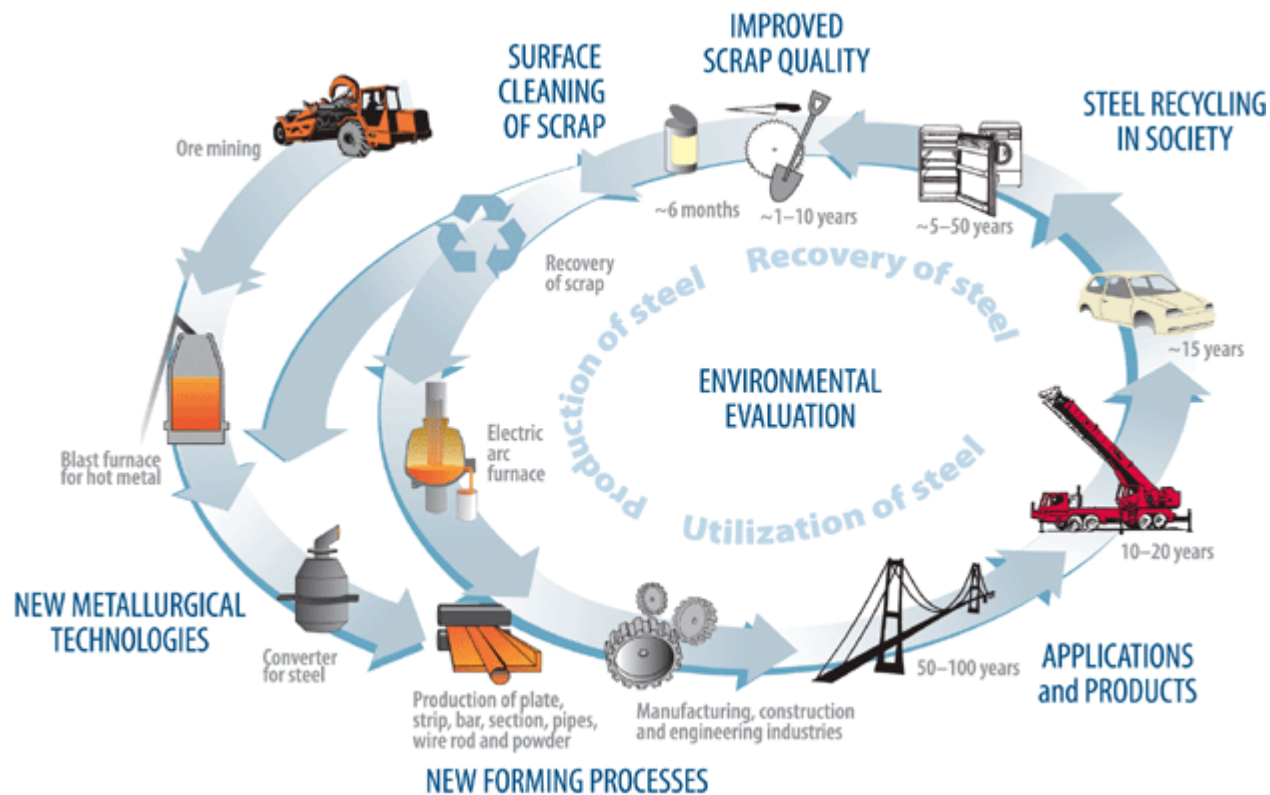 IMPROVED
SCRAP QUALITY
SURFACE
CLEANING
OF SCRAP
STEEL RECYCLING
IN SOCIETY
Ore mining
~6 months
~1–10 years
~5–50 years
Recovery
of scrap
Recovery of steel
Production of steel
~15 years
ENVIRONMENTAL
EVALUATION
Electric
arc
furnace
Blast furnace
for hot metal
Utilization of steel
10–20 years
NEW METALLURGICAL
TECHNOLOGIES
Converter
for steel
50–100 years
APPLICATIONS
and PRODUCTS
Production of plate,
strip, bar, section, pipes,
wire rod and powder
Manufacturing, construction
and engineering industries
NEW FORMING PROCESSES